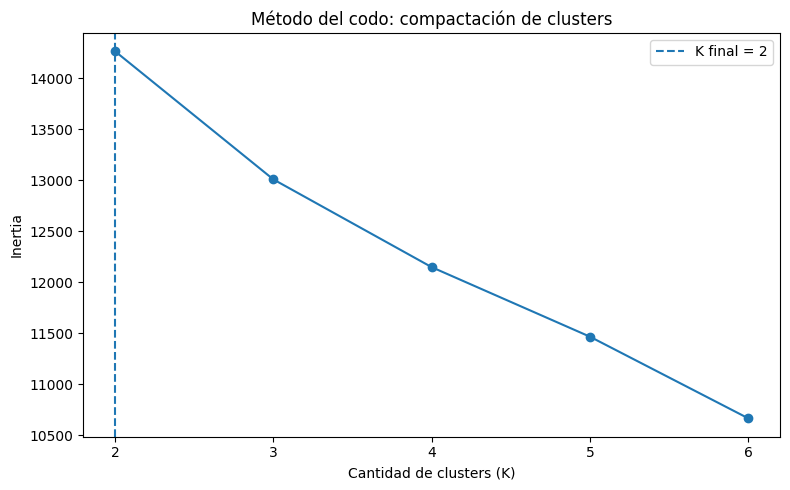 Método del codo: compactación de clusters
K final = 2
14000
13500
13000
12500
12000
11500
11000
10500
Inertia
2 3 4 5 6
Cantidad de clusters (K)